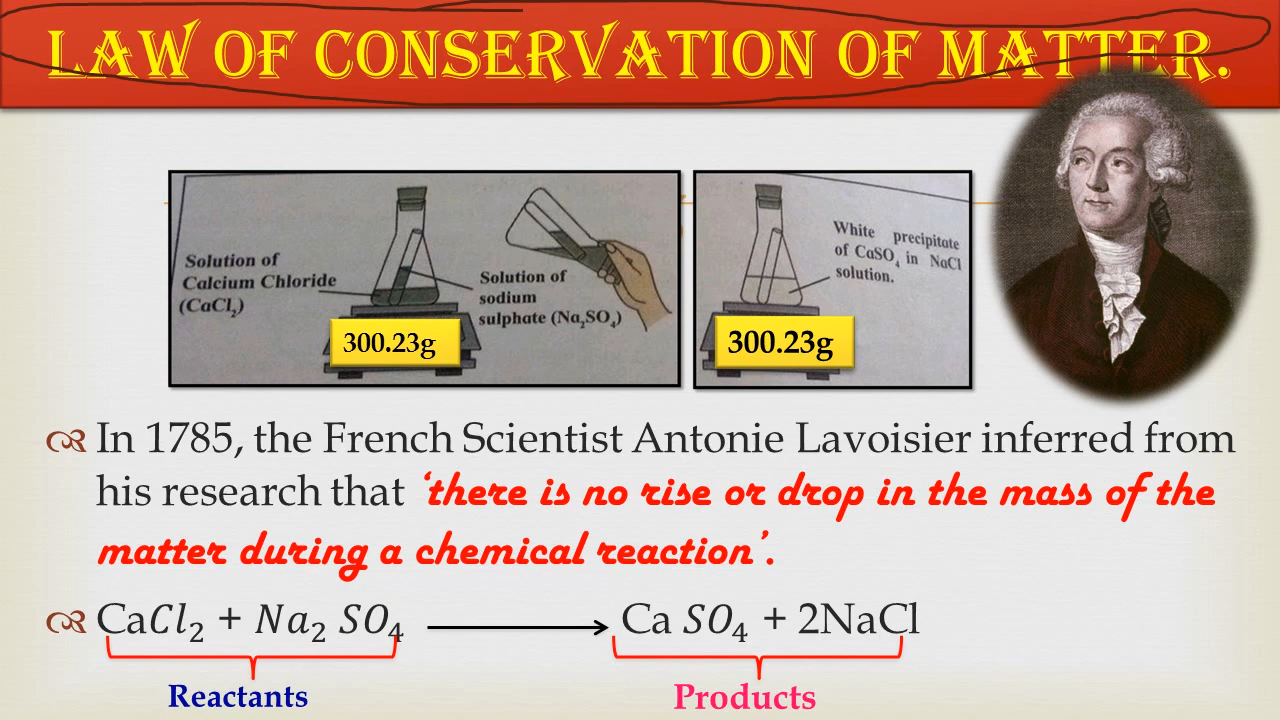 LAW OF CONSERVATION OF MATTER.
Solution of
Calcium Chloride
(CaCl₂)
Solution of
sodium
sulphate (Na₂SO₄)
300.23g
White precipitate
of CaSO₄ in NaCl
solution.
300.23g
In 1785, the French Scientist Antonie Lavoisier inferred from
his research that ‘there is no rise or drop in the mass of the
matter during a chemical reaction’.
CaCl₂ + Na₂ SO₄ ⟶ Ca SO₄ + 2NaCl
Reactants Products